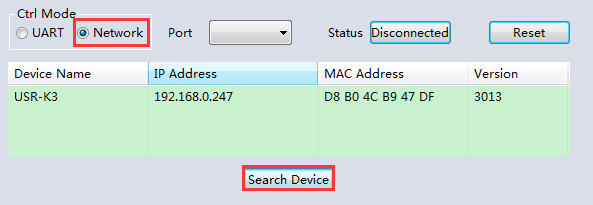 Ctrl Mode
UART Network Port Status Disconnected Reset
Device Name IP Address MAC Address Version
USR-K3 192.168.0.247 D8 B0 4C B9 47 DF 3013
Search Device